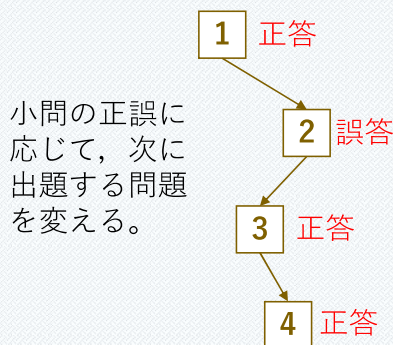 1 正答
2 誤答
小問の正誤に
応じて，次に
出題する問題
を変える。
3 正答
4 正答